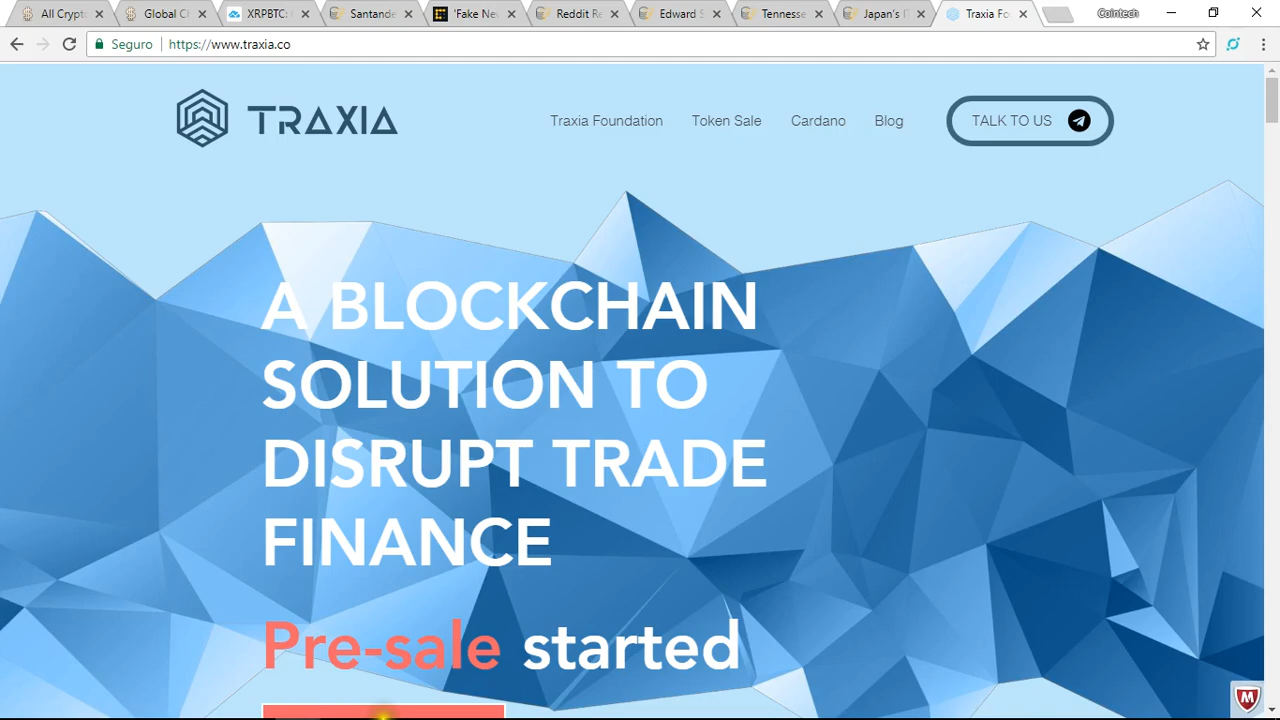 All Crypt
Global C
XRPBTC:
Santande
'Fake Ne
Reddit R
Edward
Tennesse
Japan's I
Traxia Fo
Cointech
Seguro
https://www.traxia.co
TRAXIA
Traxia Foundation
Token Sale
Cardano
Blog
TALK TO US
A BLOCKCHAIN
SOLUTION TO
DISRUPT TRADE
FINANCE
Pre-sale started